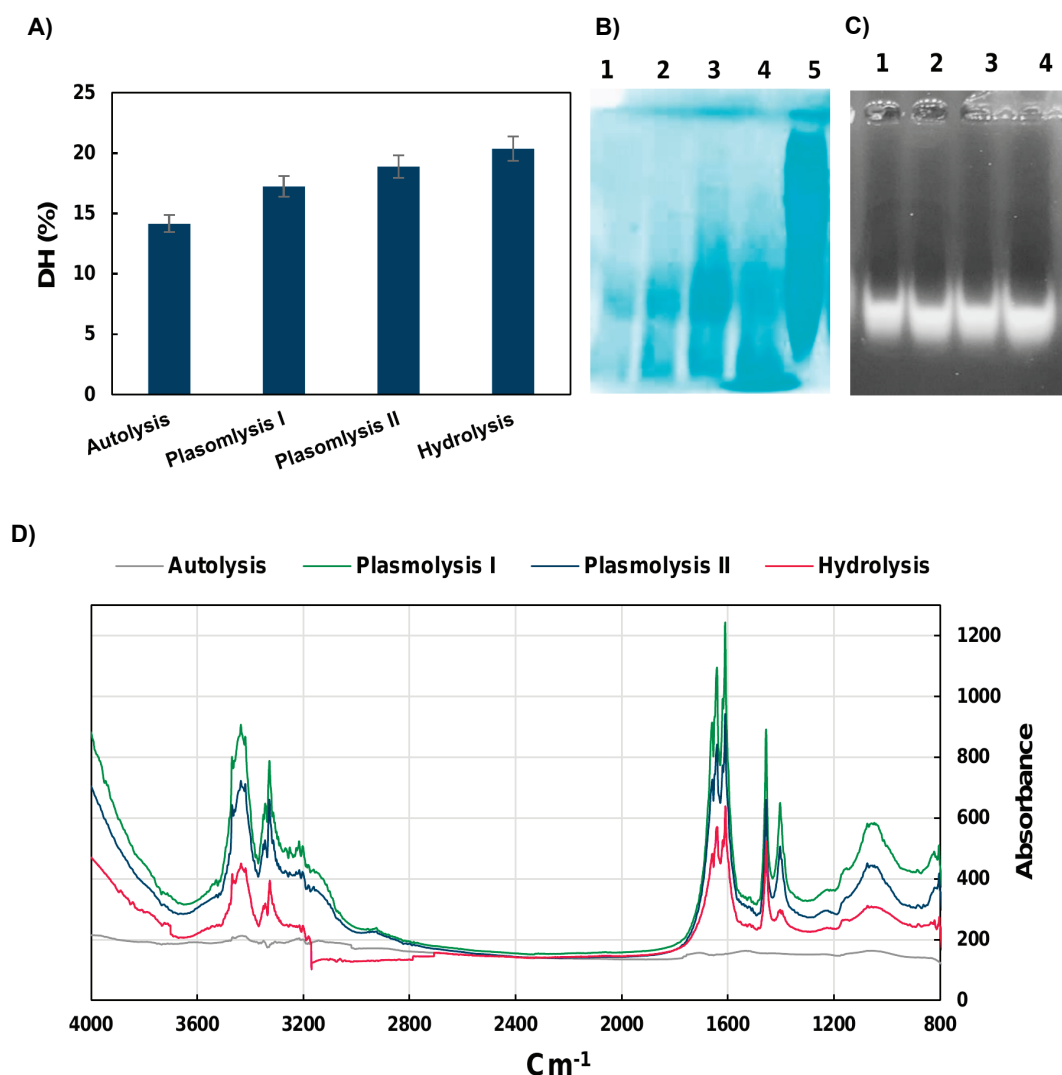 A)
B)
C)
1 2 3 4 5
1 2 3 4
25
20
15
10
5
0
DH (%)
Autolysis
Plasomlysis I
Plasomlysis II
Hydrolysis
D)
Autolysis Plasmolysis I Plasmolysis II Hydrolysis
1200
1000
800
600
400
200
0
Absorbance
4000 3600 3200 2800 2400 2000 1600 1200 800
Cm-1